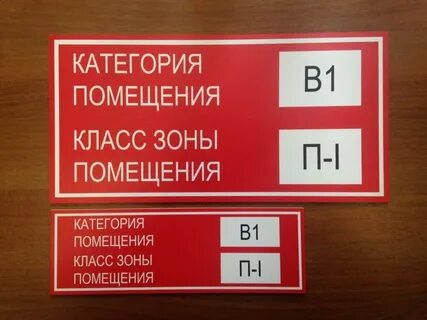 КАТЕГОРИЯ
ПОМЕЩЕНИЯ
В1
КЛАСС ЗОНЫ
ПОМЕЩЕНИЯ
П-I
КАТЕГОРИЯ
ПОМЕЩЕНИЯ
В1
КЛАСС ЗОНЫ
ПОМЕЩЕНИЯ
П-I